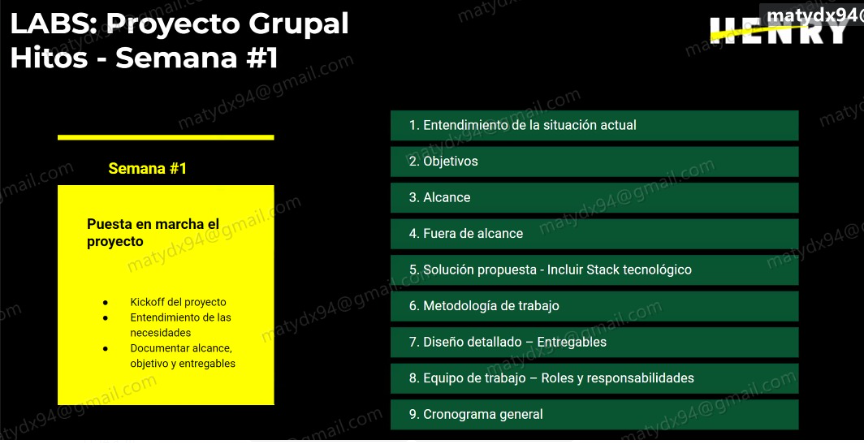 LABS: Proyecto Grupal
Hitos - Semana #1
matydx94@
HENRY
Semana #1
Puesta en marcha el
proyecto
● Kickoff del proyecto
● Entendimiento de las
necesidades
● Documentar alcance,
objetivo y entregables
1. Entendimiento de la situación actual
2. Objetivos
3. Alcance
4. Fuera de alcance
5. Solución propuesta - Incluir Stack tecnológico
6. Metodología de trabajo
7. Diseño detallado – Entregables
8. Equipo de trabajo – Roles y responsabilidades
9. Cronograma general
matydx94@gmail.com